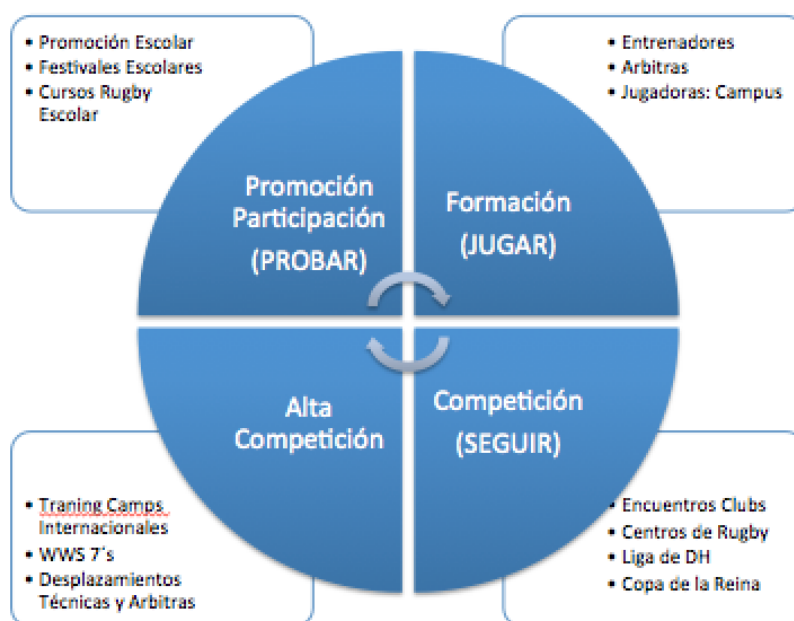 • Promoción Escolar
• Festivales Escolares
• Cursos Rugby
Escolar
• Entrenadores
• Arbitras
• Jugadoras: Campus
Promoción
Participación
(PROBAR)
Formación
(JUGAR)
Alta
Competición
Competición
(SEGUIR)
• Traning Camps
Internacionales
• WWS 7´s
• Desplazamientos
Técnicas y Arbitras
• Encuentros Clubs
• Centros de Rugby
• Liga de DH
• Copa de la Reina